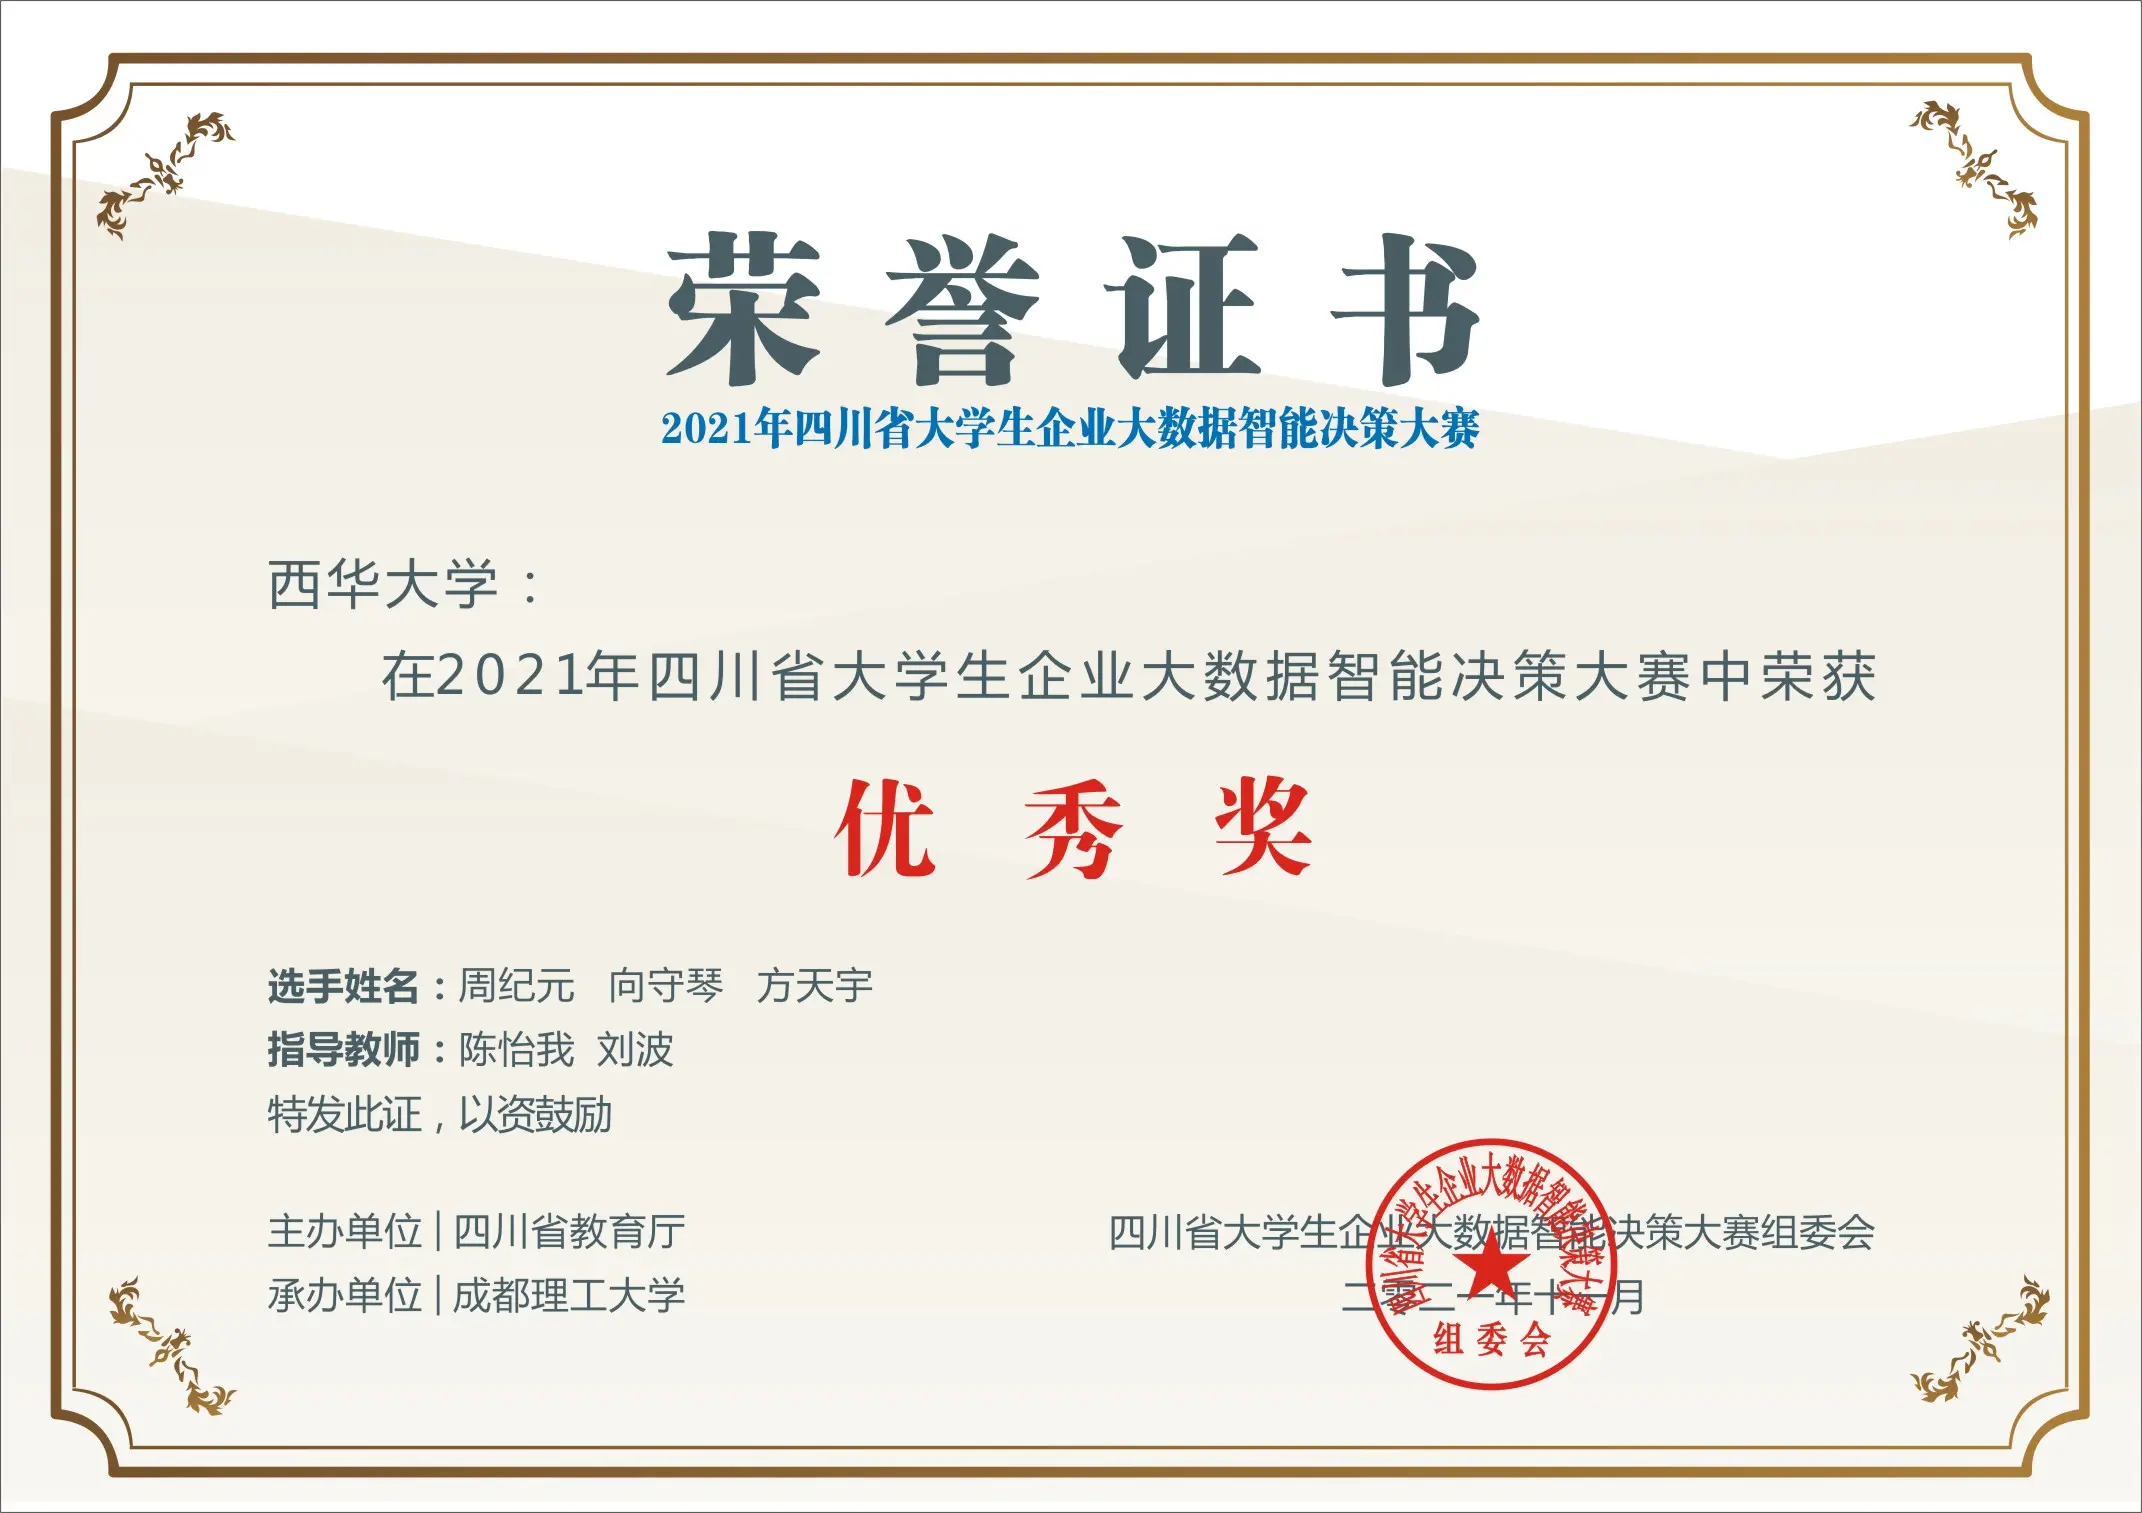 荣誉证书
2021年四川省大学生企业大数据智能决策大赛
西华大学：
在2021年四川省大学生企业大数据智能决策大赛中荣获
优秀奖
选手姓名：周纪元 向守琴 方天宇
指导教师：陈怡我 刘波
特发此证，以资鼓励
主办单位|四川省教育厅
承办单位|成都理工大学
四川省大学生企业大数据智能决策大赛组委会
二零二一年十一月
四川省大学生企业大数据智能决策大赛
组委会